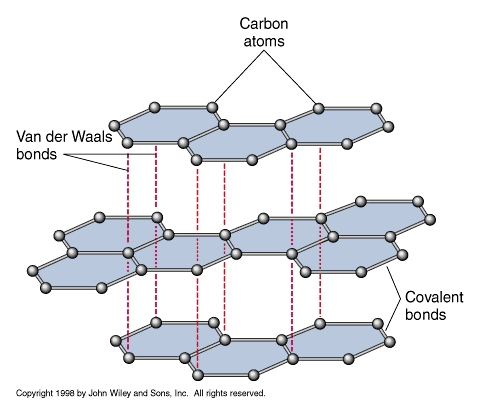 Carbon
atoms
Van der Waals
bonds
Covalent
bonds
Copyright 1998 by John Wiley and Sons, Inc.  All rights reserved.